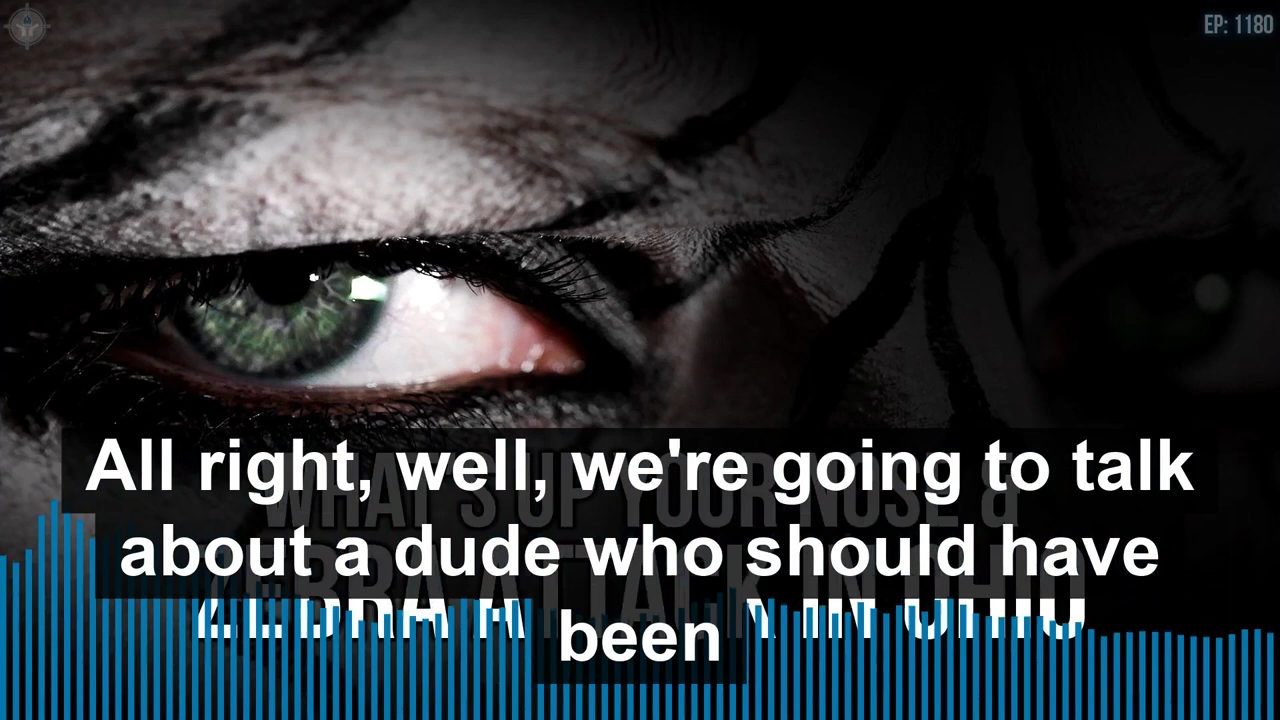 EP: 1180
WHAT'S UP YOUR NOSE &
ZEBRA ATTACK IN OHIO
All right, well, we're going to talk
about a dude who should have
been